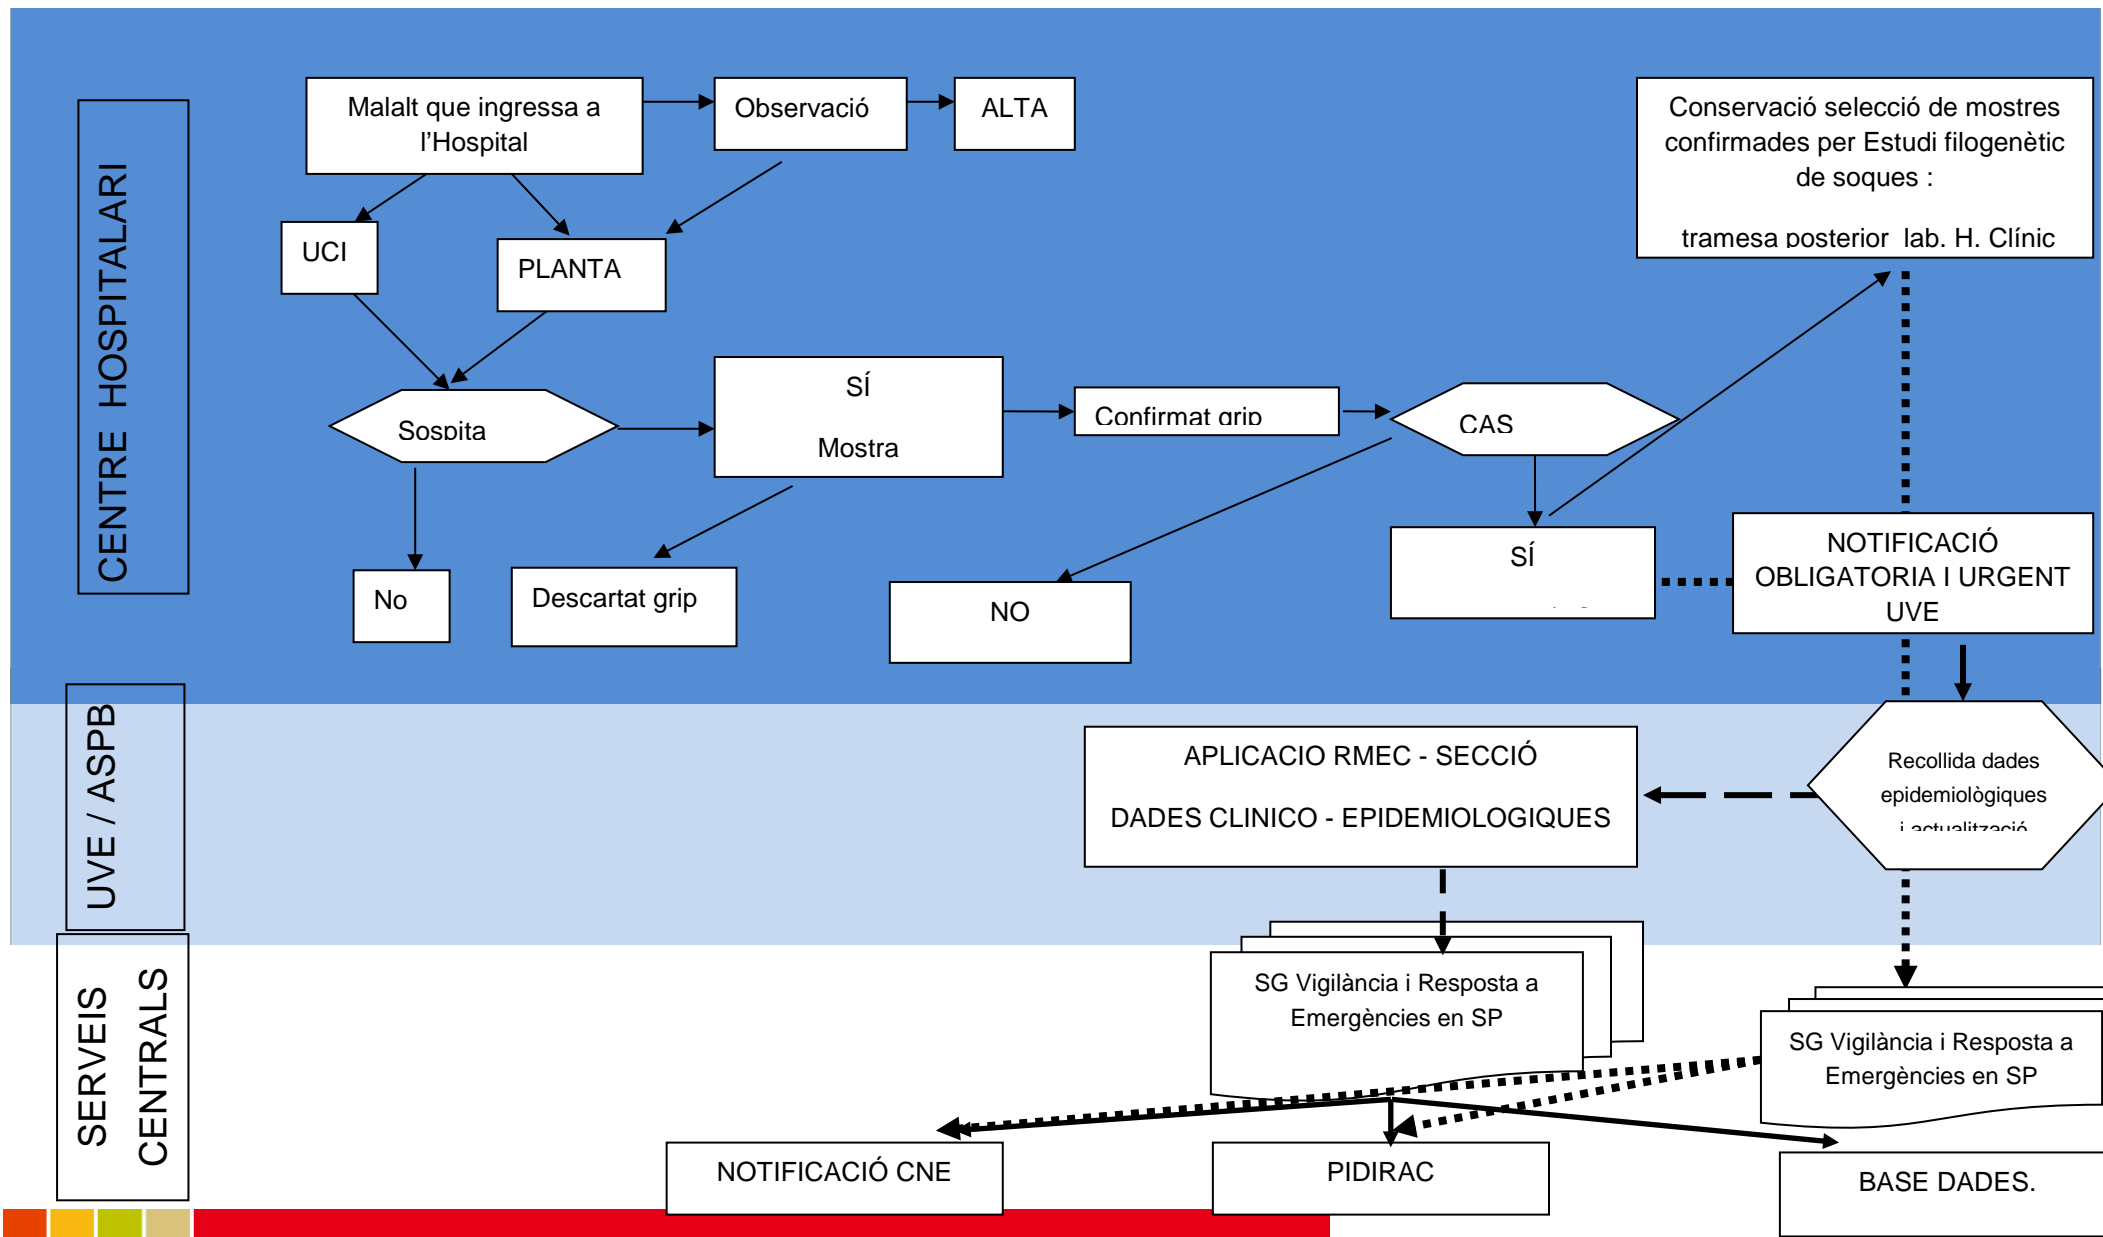 CENTRE HOSPITALARI
Malalt que ingressa a
l'Hospital
Observació
ALTA
Conservació selecció de mostres
confirmades per Estudi filogenètic
de soques :
tramesa posterior lab. H. Clínic
UCI
PLANTA
Sospita
SÍ
Mostra
Confirmat grip
CAS
No
Descartat grip
NO
SÍ
NOTIFICACIÓ
OBLIGATORIA I URGENT
UVE
UVE / ASPB
APLICACIO RMEC - SECCIÓ
DADES CLINICO - EPIDEMIOLOGIQUES
Recollida dades
epidemiològiques
i actualització
SERVEIS
CENTRALS
SG Vigilància i Resposta a
Emergències en SP
SG Vigilància i Resposta a
Emergències en SP
NOTIFICACIÓ CNE
PIDIRAC
BASE DADES.